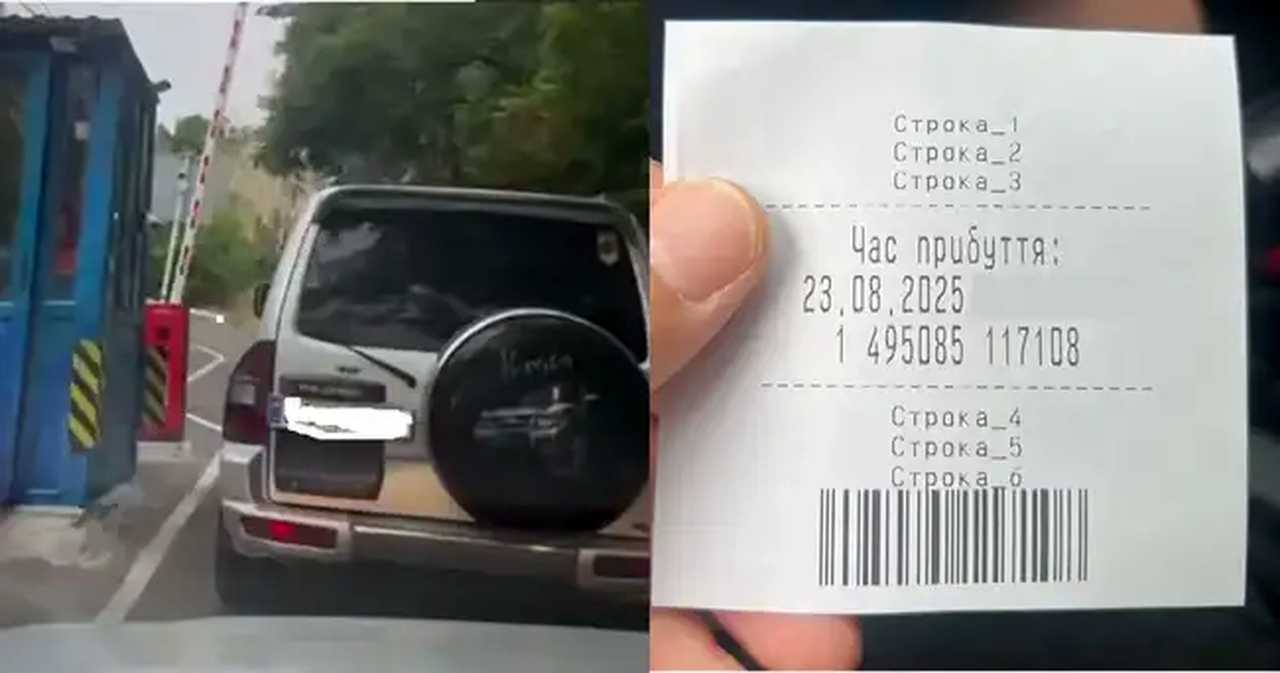 Строка_1
Строка_2
Строка_3
Час прибуття:
23.08.2025
1 495085 117108
Строка_4
Строка_5
Строка_6